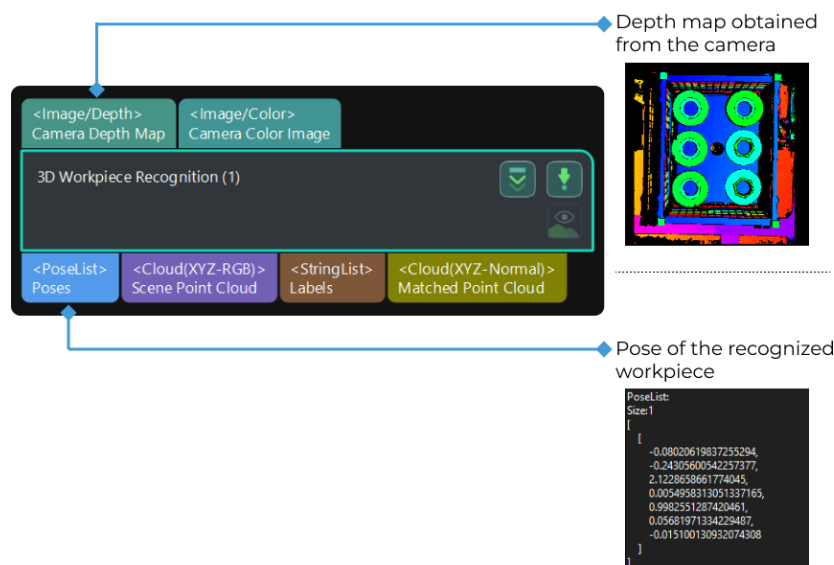 Depth map obtained
from the camera
<Image/Depth>
Camera Depth Map
<Image/Color>
Camera Color Image
3D Workpiece Recognition (1)
<PoseList>
Poses
<Cloud(XYZ-RGB)>
Scene Point Cloud
<StringList>
Labels
<Cloud(XYZ-Normal)>
Matched Point Cloud
Pose of the recognized
workpiece
PoseList:
Size:1
[
[
-0.08020619837255294,
-0.24305600542257377,
2.1228658661774045,
0.0054958313051337165,
0.9982551287420461,
0.05681971334229487,
-0.015100130932074308
]
]